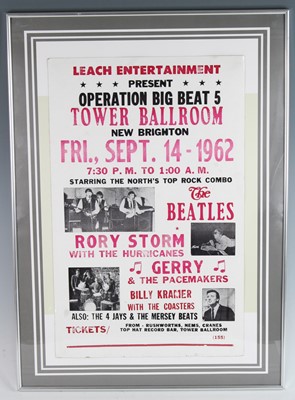 LEACH ENTERTAINMENT
PRESENT
OPERATION BIG BEAT 5
TOWER BALLROOM
NEW BRIGHTON
FRI., SEPT. 14-1962
7:30 P.M. TO 1:00 A.M.
STARRING THE NORTH'S TOP ROCK COMBO
The
BEATLES
RORY STORM
WITH THE HURRICANES
GERRY
& THE PACEMAKERS
BILLY KRAMER
WITH THE COASTERS
ALSO: THE 4 JAYS & THE MERSEY BEATS
TICKETS/
FROM - RUSHWORTHS, NEMS, CRANES
TOP HAT RECORD BAR, TOWER BALLROOM